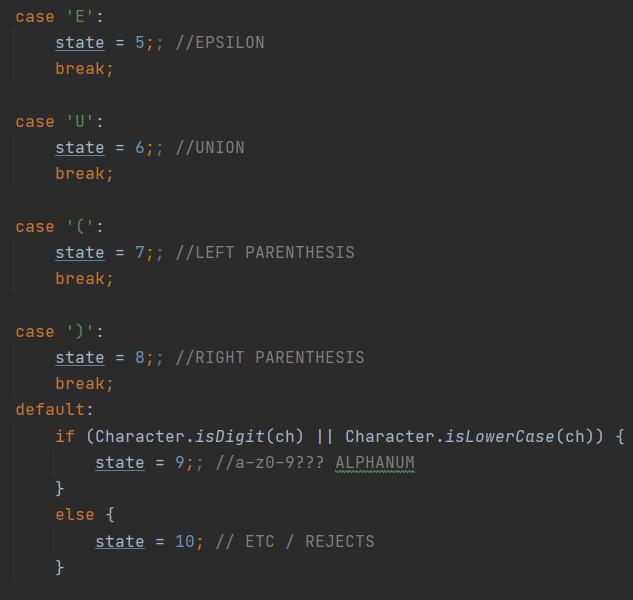 case 'E':
    state = 5;; //EPSILON
    break;

case 'U':
    state = 6;; //UNION
    break;

case '(':
    state = 7;; //LEFT PARENTHESIS
    break;

case ')':
    state = 8;; //RIGHT PARENTHESIS
    break;
default:
    if (Character.isDigit(ch) || Character.isLowerCase(ch)) {
        state = 9;; //a-z0-9??? ALPHANUM
    }
    else {
        state = 10; // ETC / REJECTS
    }